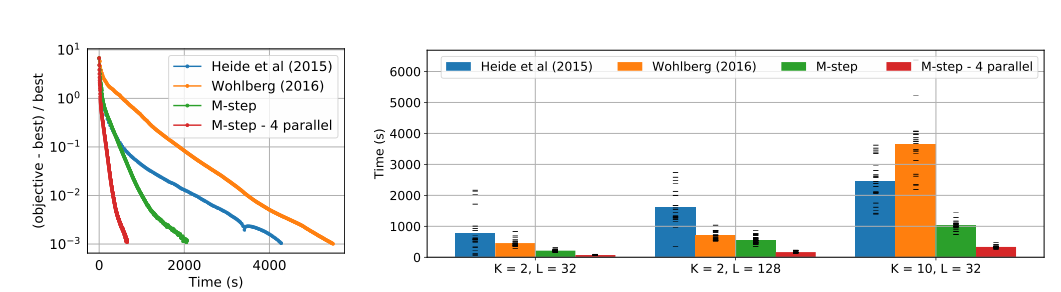 10^1
10^0
10^-1
10^-2
10^-3
(objective - best) / best
Heide et al (2015)
Wohlberg (2016)
M-step
M-step - 4 parallel
0 2000 4000
Time (s)
6000
5000
4000
3000
2000
1000
0
Time (s)
Heide et al (2015) Wohlberg (2016) M-step M-step - 4 parallel
K = 2, L = 32 K = 2, L = 128 K = 10, L = 32